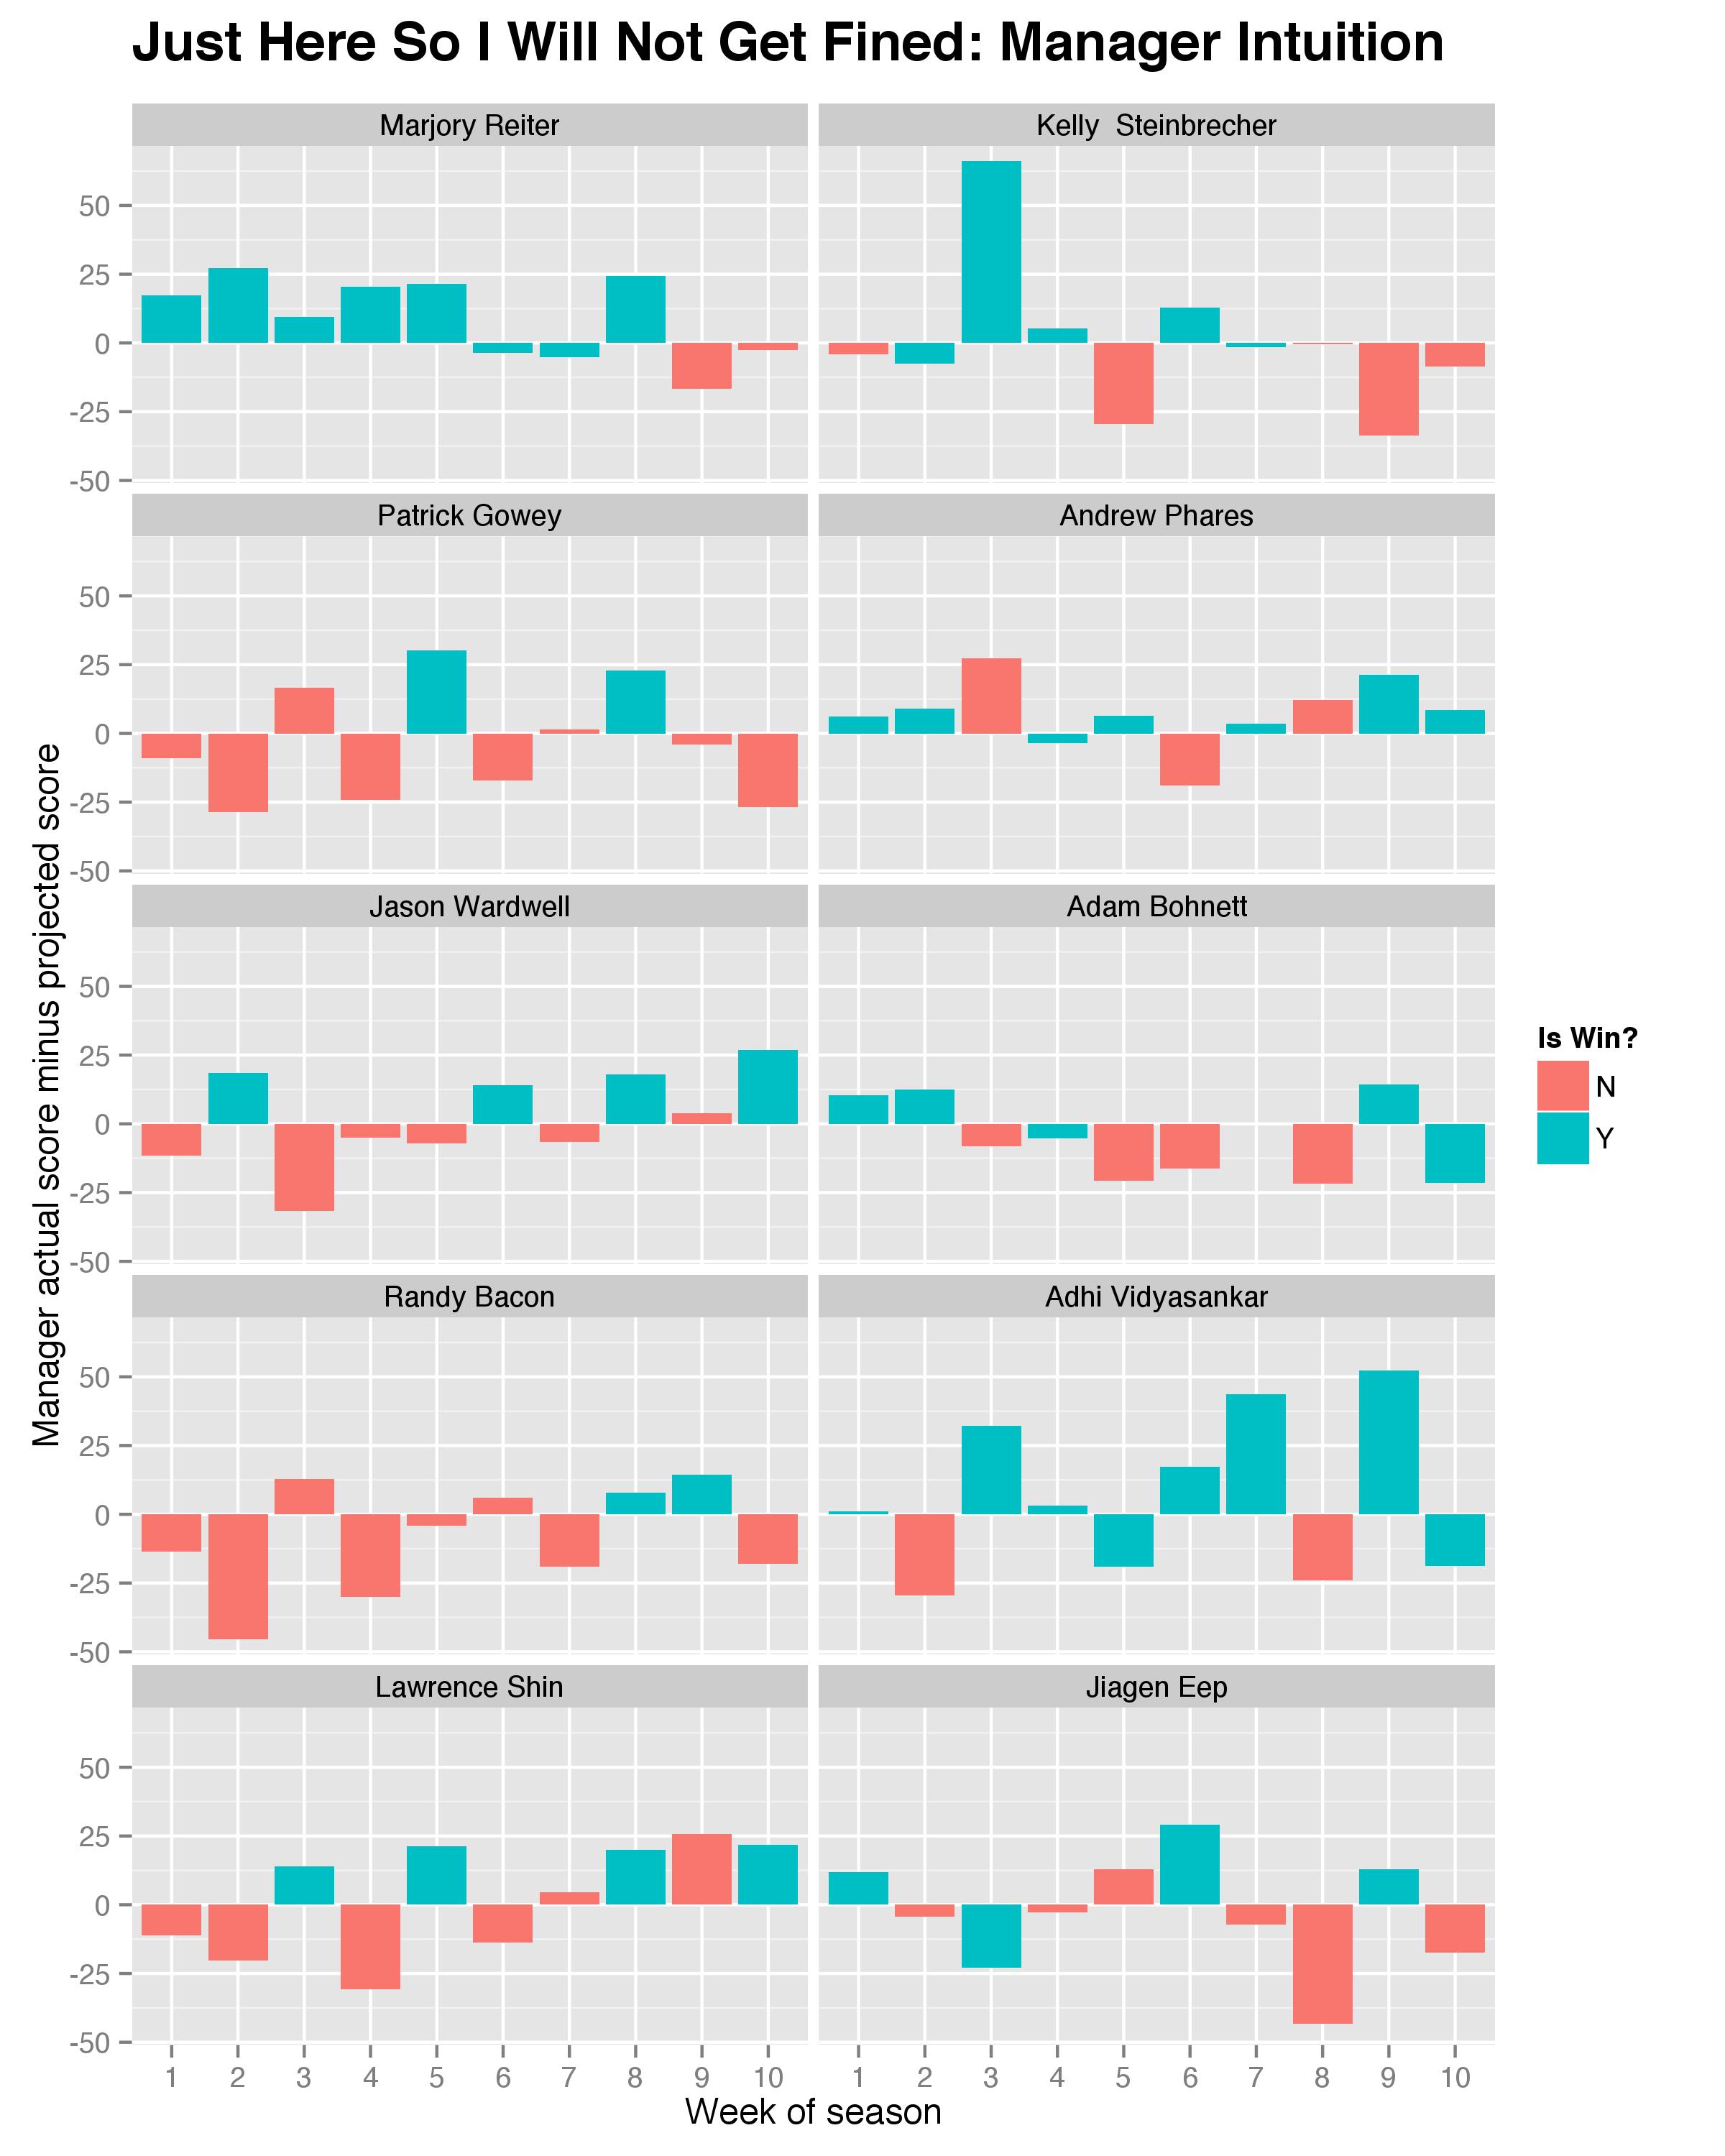 Just Here So I Will Not Get Fined: Manager Intuition
Marjory Reiter
Kelly  Steinbrecher
50
25
0
-25
-50
Patrick Gowey
Andrew Phares
50
25
0
-25
-50
Jason Wardwell
Adam Bohnett
50
25
0
-25
-50
Randy Bacon
Adhi Vidyasankar
50
25
0
-25
-50
Lawrence Shin
Jiagen Eep
50
25
0
-25
-50
1 2 3 4 5 6 7 8 9 10
1 2 3 4 5 6 7 8 9 10
Week of season
Manager actual score minus projected score
Is Win?
N
Y